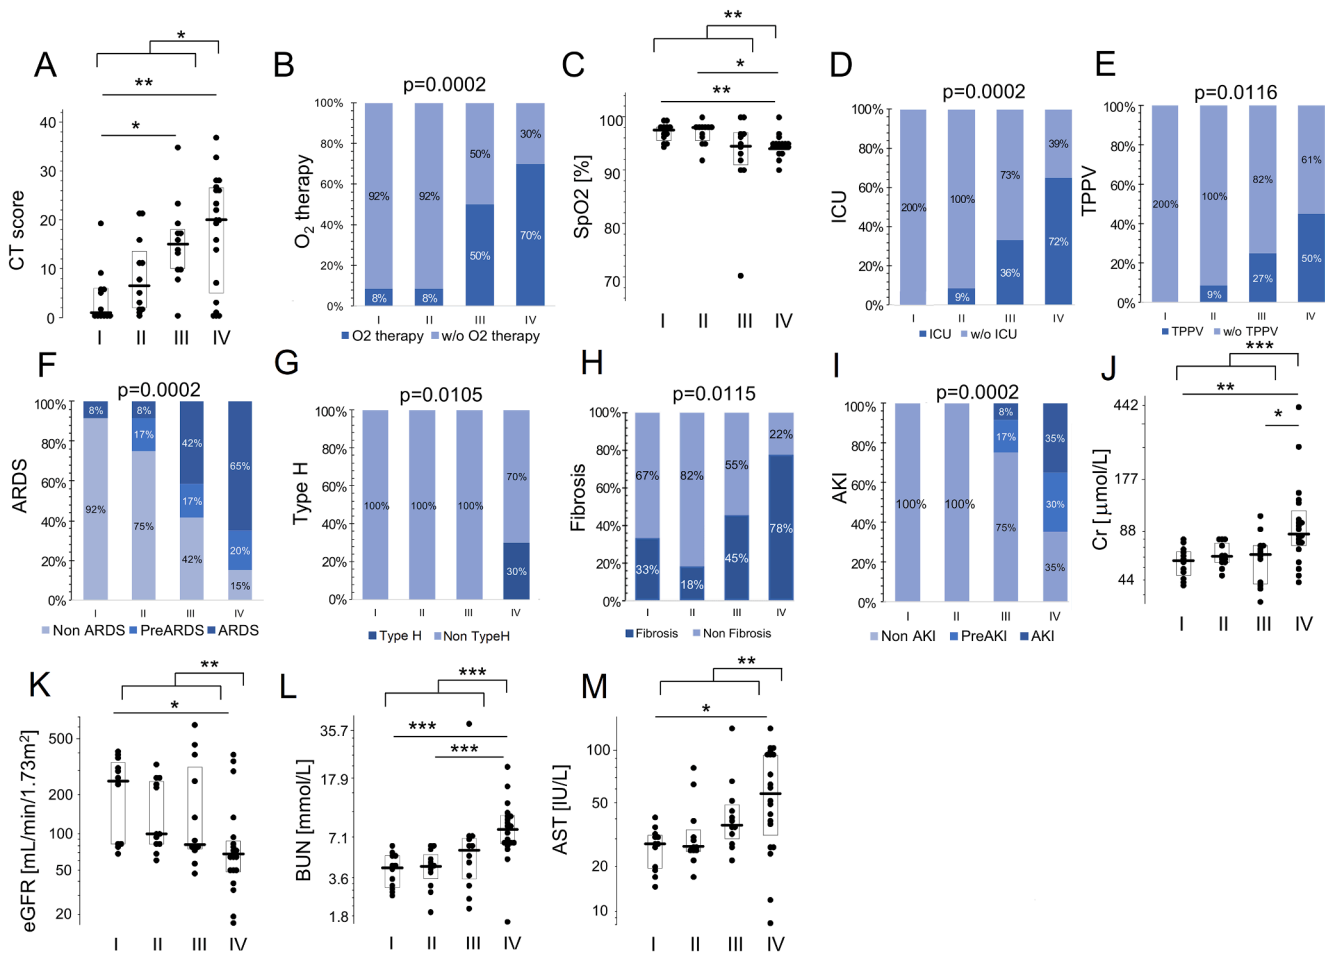 A
*
**
*
CT score
40
30
20
10
0
I II III IV
B
p=0.0002
O2 therapy
100%
80%
60%
40%
20%
0%
92% 92% 50% 30%
8% 8% 50% 70%
I II III IV
O2 therapy w/o O2 therapy
C
**
*
**
SpO2 [%]
100
90
80
70
I II III IV
D
p=0.0002
ICU
100%
80%
60%
40%
20%
0%
200% 100% 73% 39%
9% 36% 72%
I II III IV
ICU w/o ICU
E
p=0.0116
TPPV
100%
80%
60%
40%
20%
0%
200% 100% 82% 61%
9% 27% 50%
I II III IV
TPPV w/o TPPV
F
p=0.0002
ARDS
100%
80%
60%
40%
20%
0%
8% 8% 42% 65%
17% 17% 20%
92% 75% 42% 15%
I II III IV
Non ARDS PreARDS ARDS
G
p=0.0105
Type H
100%
80%
60%
40%
20%
0%
100% 100% 100% 70%
30%
I II III IV
Type H Non TypeH
H
p=0.0115
Fibrosis
100%
80%
60%
40%
20%
0%
67% 82% 55% 22%
33% 18% 45% 78%
I II III IV
Fibrosis Non Fibrosis
I
p=0.0002
AKI
100%
80%
60%
40%
20%
0%
8% 35%
17% 30%
100% 100% 75% 35%
I II III IV
Non AKI PreAKI AKI
J
***
**
*
Cr [µmol/L]
442
177
88
44
I II III IV
K
**
*
eGFR [mL/min/1.73m²]
500
200
100
50
20
I II III IV
L
***
***
***
BUN [mmol/L]
35.7
17.9
7.1
3.6
1.8
I II III IV
M
**
*
AST [IU/L]
100
50
20
10
I II III IV